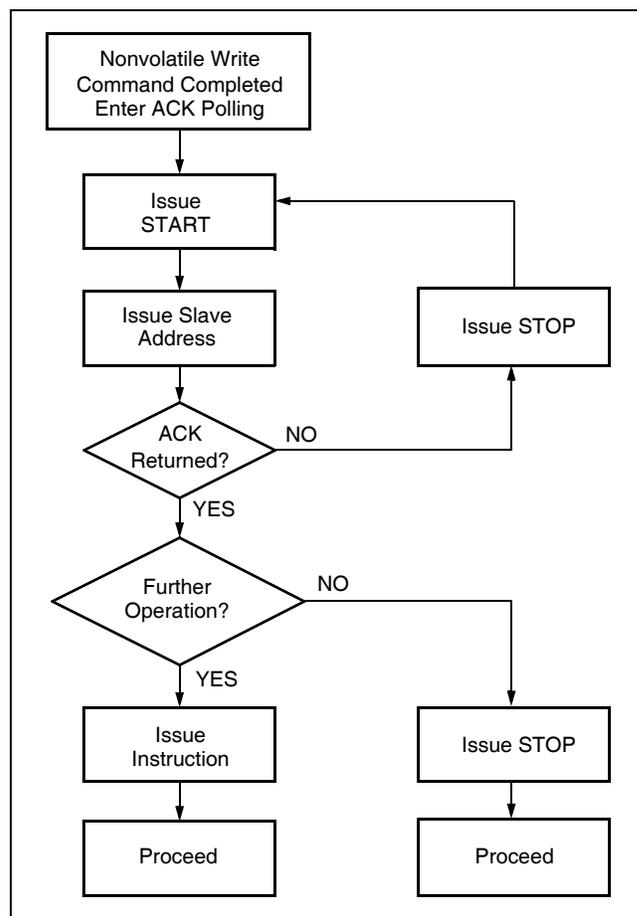 Nonvolatile Write
Command Completed
Enter ACK Polling
Issue
START
Issue Slave
Address
Issue STOP
ACK
Returned?
NO
YES
Further
Operation?
NO
YES
Issue
Instruction
Issue STOP
Proceed
Proceed